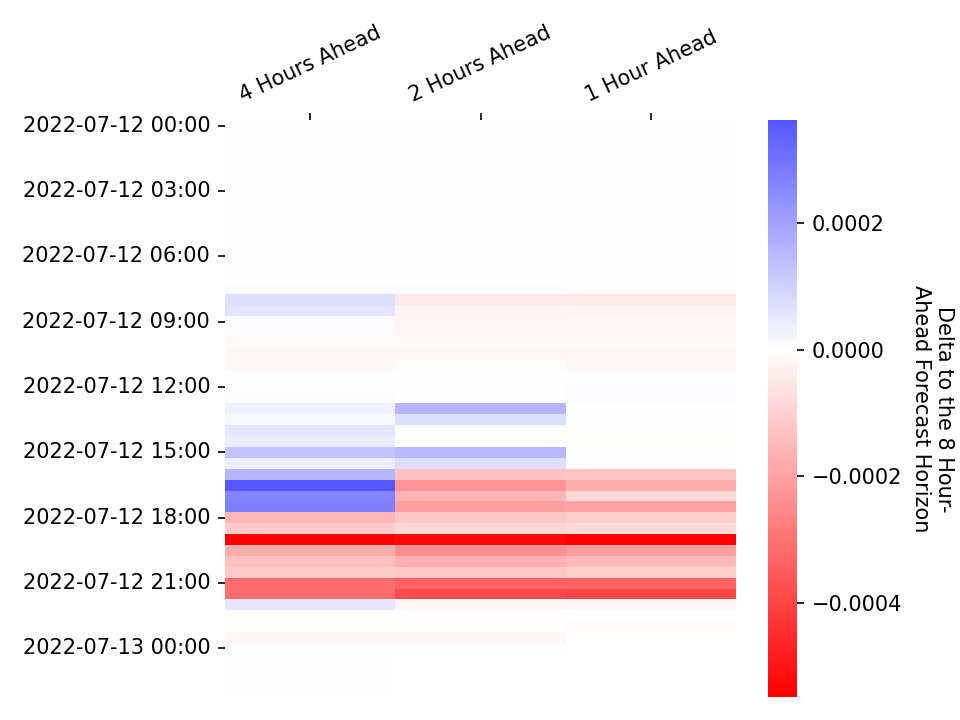 4 Hours Ahead
2 Hours Ahead
1 Hour Ahead
2022-07-12 00:00
2022-07-12 03:00
2022-07-12 06:00
2022-07-12 09:00
2022-07-12 12:00
2022-07-12 15:00
2022-07-12 18:00
2022-07-12 21:00
2022-07-13 00:00
0.0002
0.0000
−0.0002
−0.0004
Delta to the 8 Hour-
Ahead Forecast Horizon